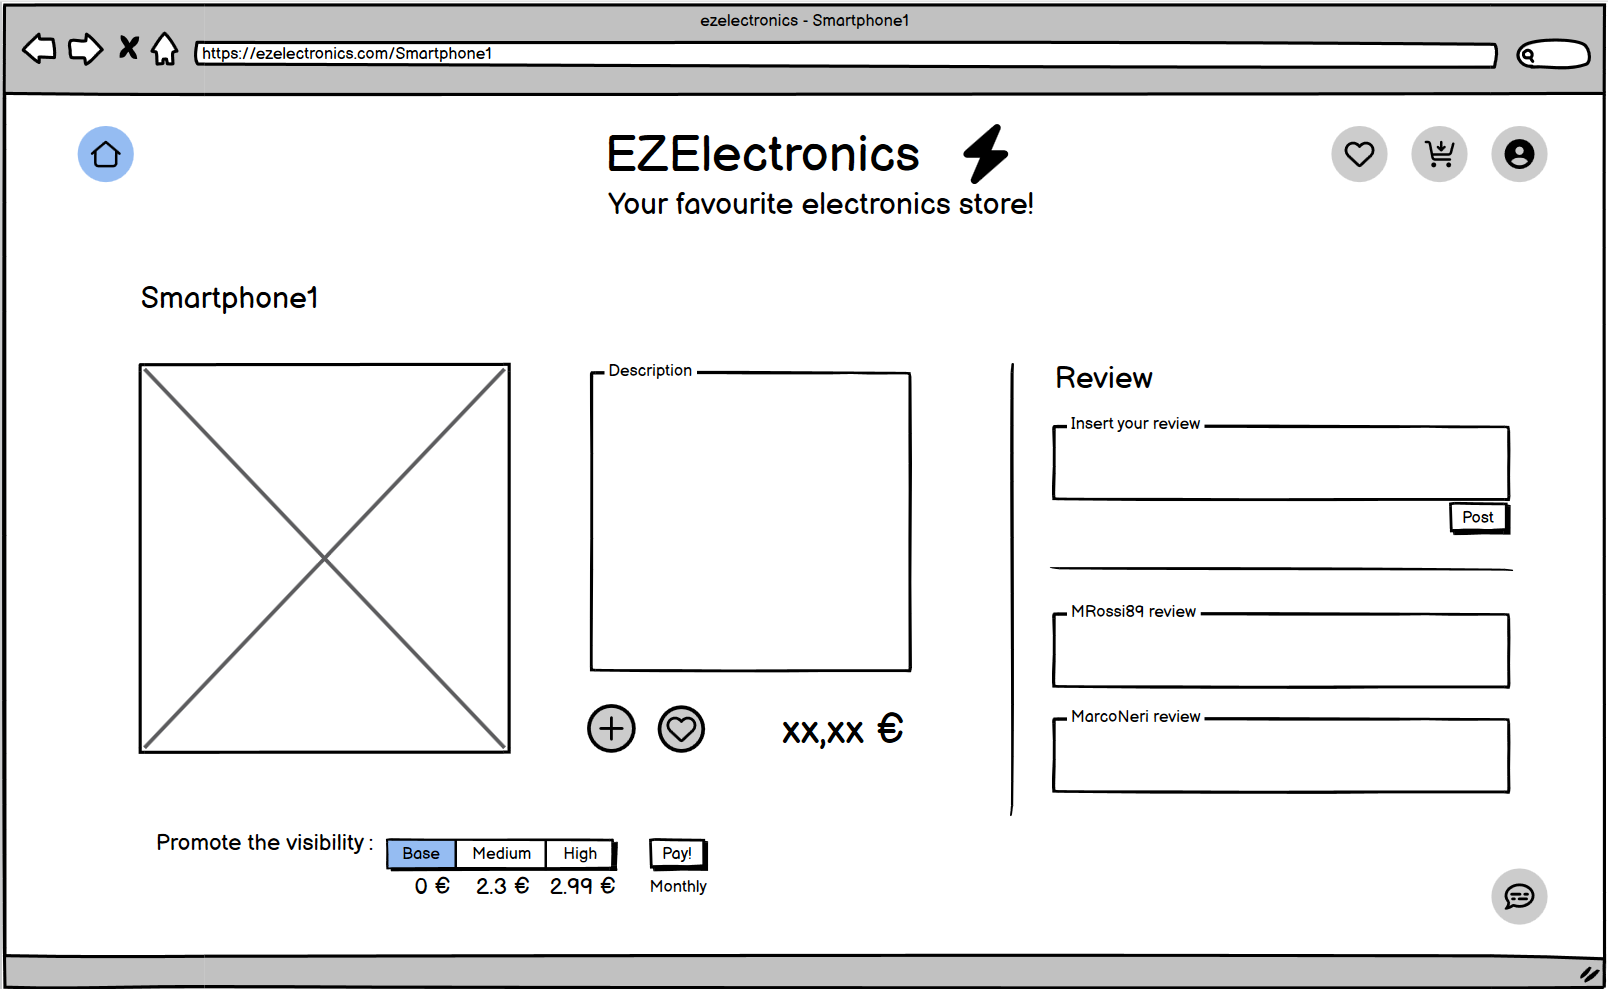 ezelectronics - Smartphone1
https://ezelectronics.com/Smartphone1
EZElectronics
Your favourite electronics store!
Smartphone1
Description
xx,xx €
Review
Insert your review
Post
MRossi89 review
MarcoNeri review
Promote the visibility : Base Medium High Pay!
0 € 2.3 € 2.99 € Monthly